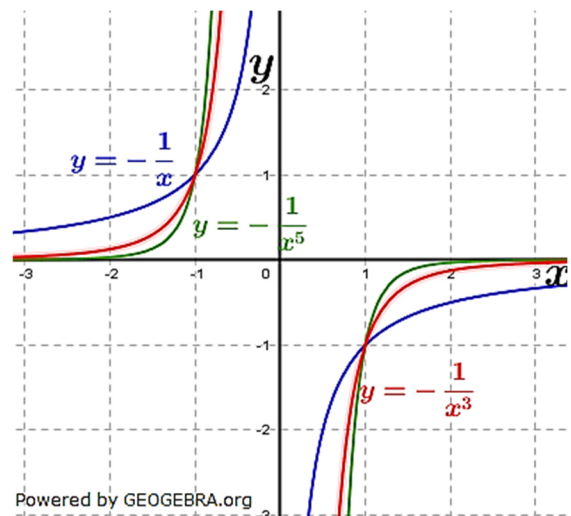 y
2
y = − 1/x
1
y = − 1/x⁵
-3 -2 -1 0 1 2 3 x
-1
y = − 1/x³
-2
Powered by GEOGEBRA.org
-3